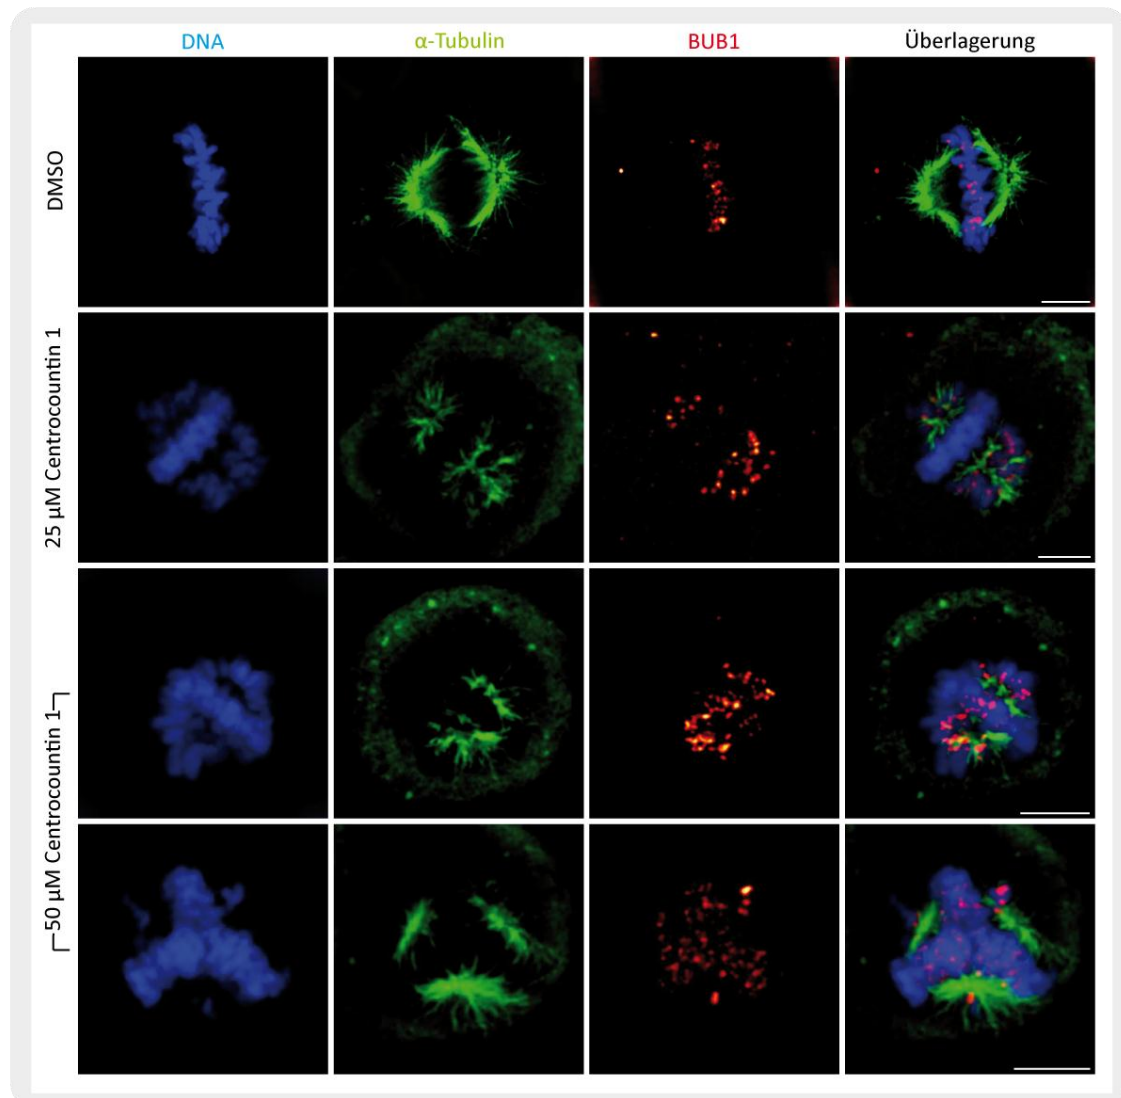 DNA
α-Tubulin
BUB1
Überlagerung
DMSO
25 µM Centrocountin 1
50 µM Centrocountin 1